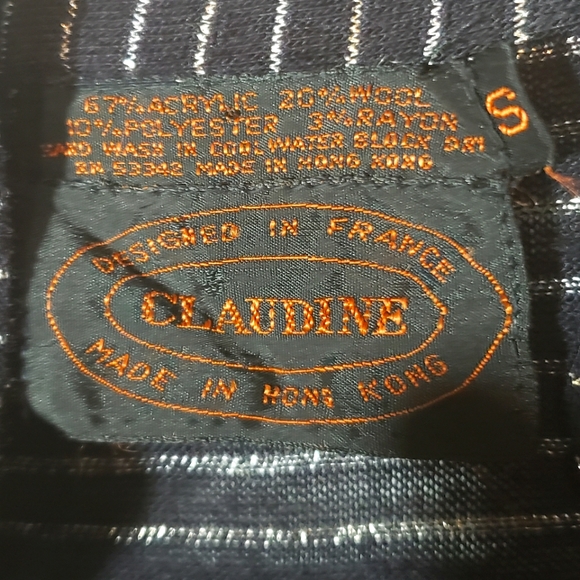 67% ACRYLIC 20% WOOL
10% POLYESTER 3% RAYON
HAND WASH IN COOL WATER BLOCK DRY
RN 53342 MADE IN HONG KONG
S
DESIGNED IN FRANCE
CLAUDINE
MADE IN HONG KONG